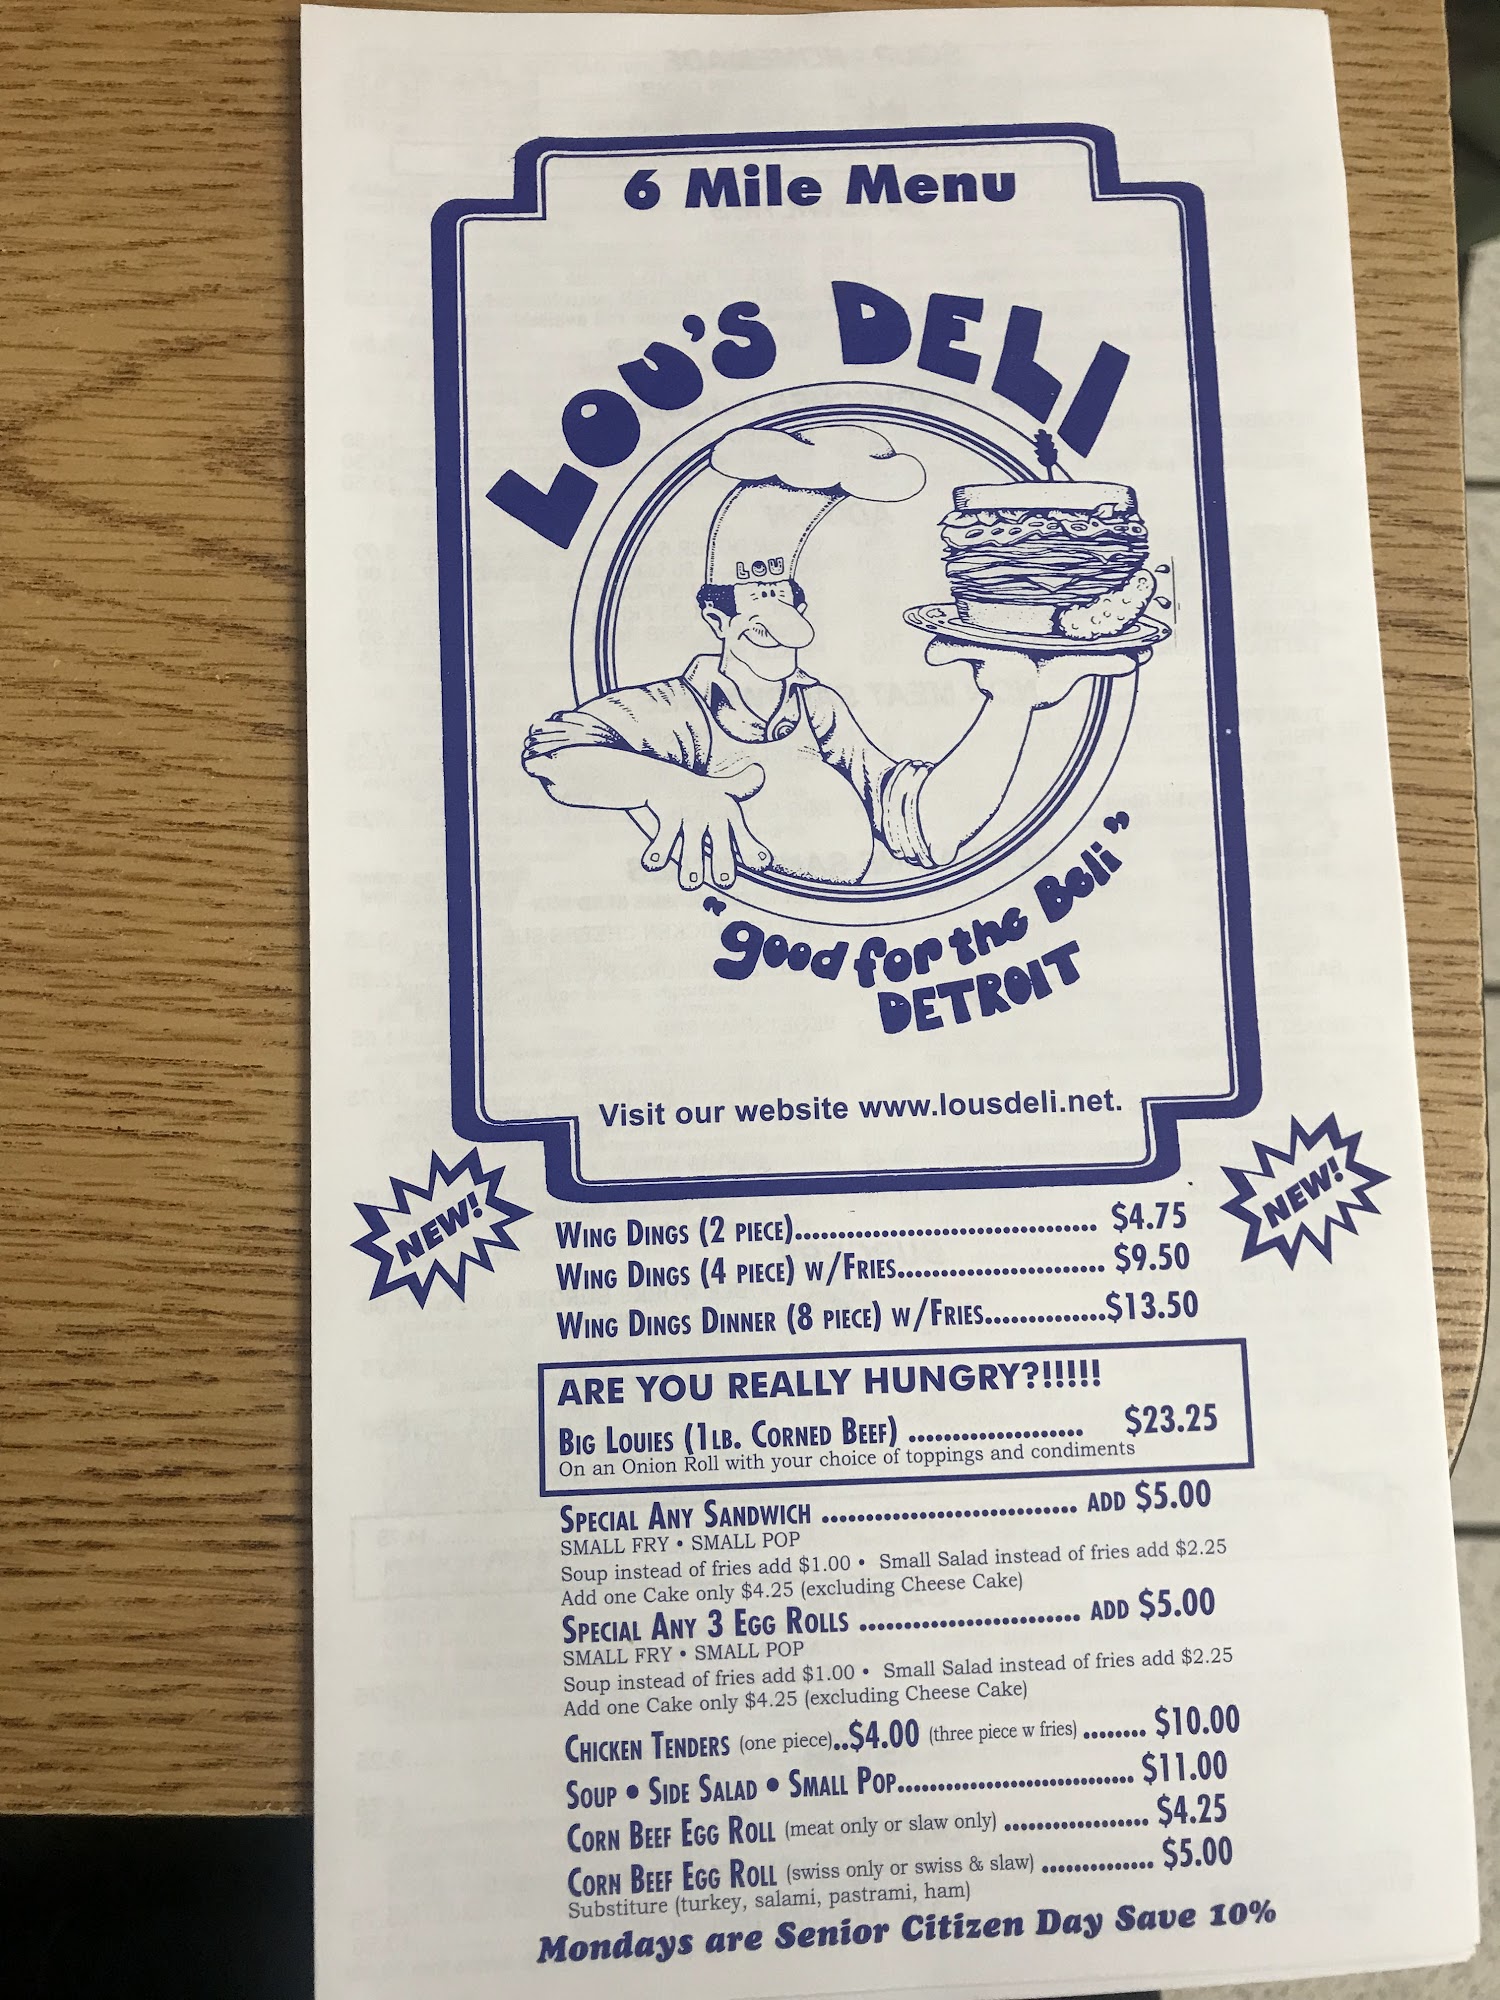 6 Mile Menu
LOU'S DELI
LOU
"good for the Beli"
DETROIT
Visit our website www.lousdeli.net.
NEW!
NEW!
WING DINGS (2 PIECE)..................................... $4.75
WING DINGS (4 PIECE) W/FRIES......................... $9.50
WING DINGS DINNER (8 PIECE) W/FRIES..............$13.50
ARE YOU REALLY HUNGRY?!!!!!!
BIG LOUIES (1LB. CORNED BEEF) .................... $23.25
On an Onion Roll with your choice of toppings and condiments
SPECIAL ANY SANDWICH .............................. ADD $5.00
SMALL FRY • SMALL POP
Soup instead of fries add $1.00 • Small Salad instead of fries add $2.25
Add one Cake only $4.25 (excluding Cheese Cake)
SPECIAL ANY 3 EGG ROLLS .......................... ADD $5.00
SMALL FRY • SMALL POP
Soup instead of fries add $1.00 • Small Salad instead of fries add $2.25
Add one Cake only $4.25 (excluding Cheese Cake)
CHICKEN TENDERS (one piece)..$4.00 (three piece w fries) ........ $10.00
SOUP • SIDE SALAD • SMALL POP............................... $11.00
CORN BEEF EGG ROLL (meat only or slaw only) ................... $4.25
CORN BEEF EGG ROLL (swiss only or swiss & slaw) ............... $5.00
Substiture (turkey, salami, pastrami, ham)
Mondays are Senior Citizen Day Save 10%